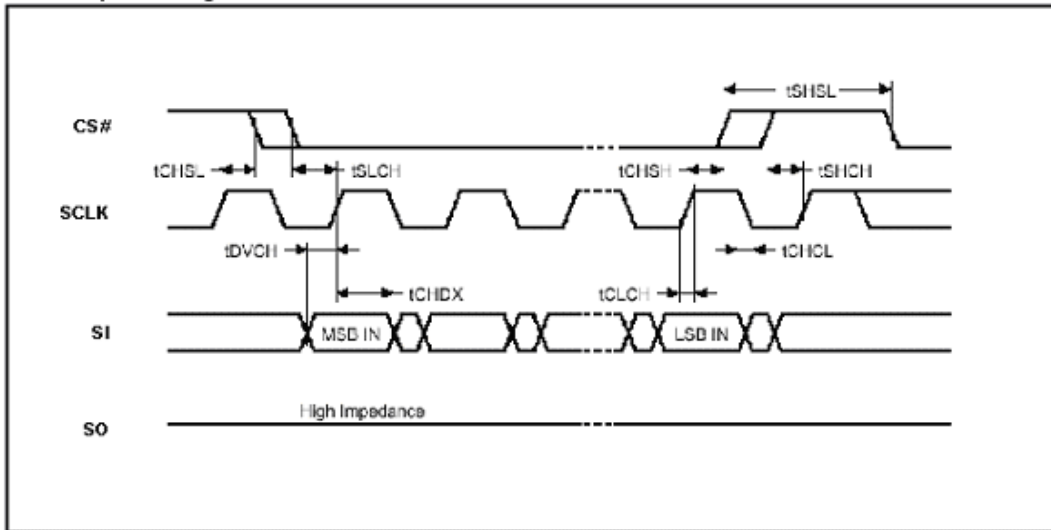 tSHSL
CS#
tCHSL
tSLCH
tCHSH
tSHCH
SCLK
tDVCH
tCHCL
tCHDX
tCLCH
SI
MSB IN
LSB IN
High Impedance
SO